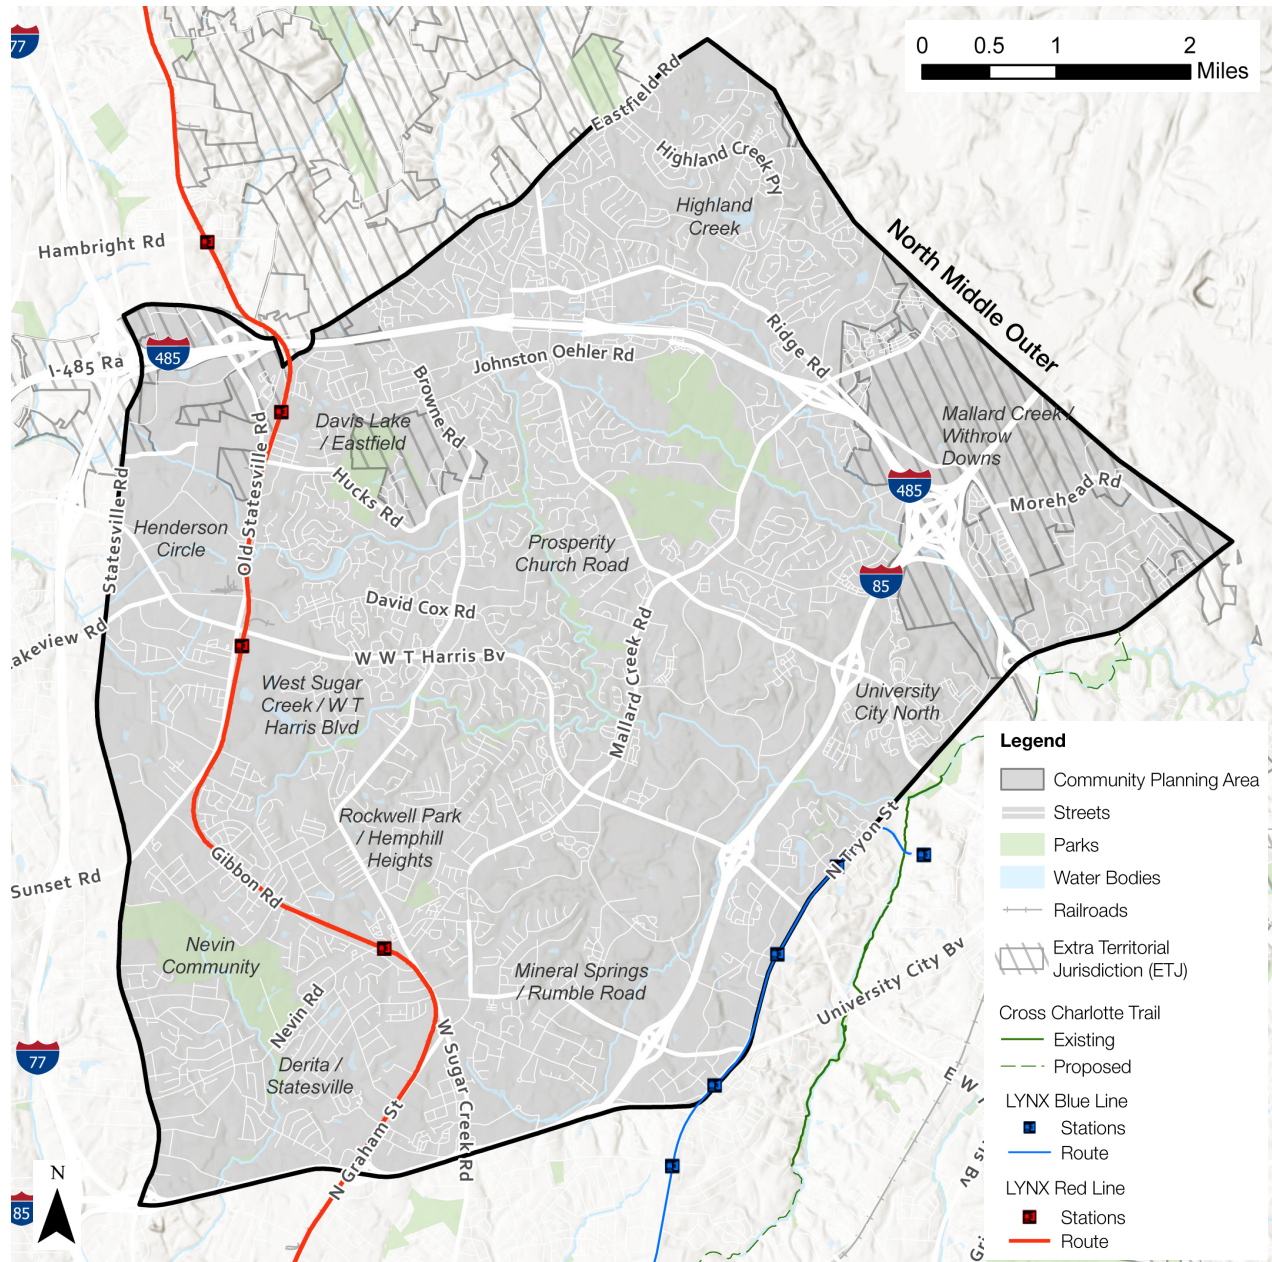 77
0 0.5 1 2
Miles
Eastfield Rd
Highland Creek Py
Highland
Creek
North Middle Outer
Hambright Rd
I-485 Ra
485
Johnston Oehler Rd
Ridge Rd
Browne Rd
Davis Lake
/ Eastfield
Mallard Creek /
Withrow
Downs
Hucks Rd
Old Statesville Rd
Statesville Rd
485
Morehead Rd
Henderson
Circle
Prosperity
Church Road
85
David Cox Rd
akeview Rd
W W T Harris Bv
Mallard Creek Rd
West Sugar
Creek / W T
Harris Blvd
University
City North
Rockwell Park
/ Hemphill
Heights
N Tryon St
Gibbon Rd
Sunset Rd
Nevin
Community
Mineral Springs
/ Rumble Road
University City Bv
Nevin Rd
77
Derita /
Statesville
W Sugar Creek Rd
N Graham St
E W
is Bv
Gri
N
85
Legend
Community Planning Area
Streets
Parks
Water Bodies
Railroads
Extra Territorial
Jurisdiction (ETJ)
Cross Charlotte Trail
Existing
Proposed
LYNX Blue Line
Stations
Route
LYNX Red Line
Stations
Route